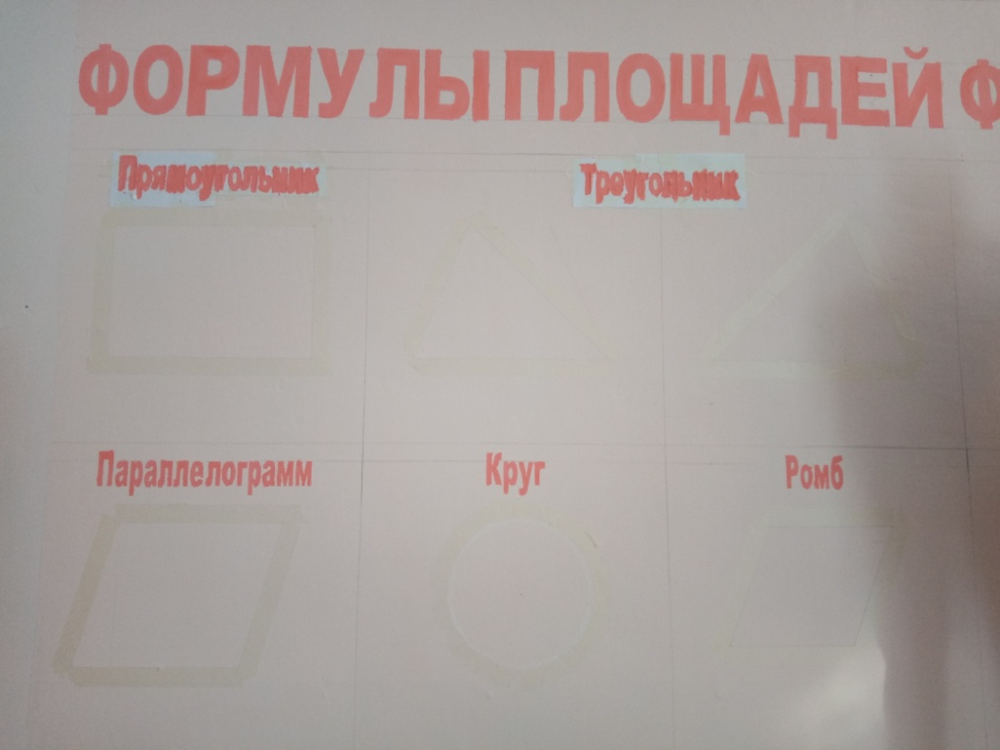 ФОРМУЛЫ ПЛОЩАДЕЙ Ф
Прямоугольник
Треугольник
Параллелограмм
Круг
Ромб